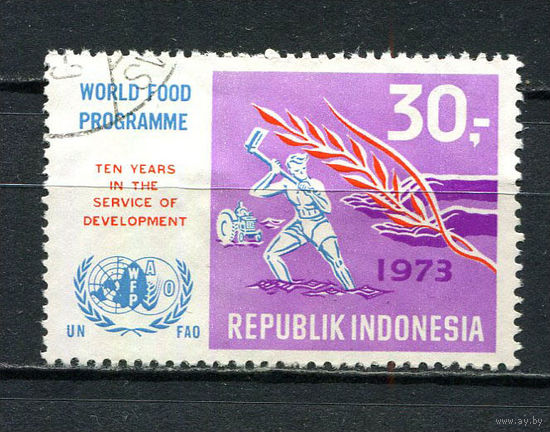 WORLD FOOD
PROGRAMME
30,-
TEN YEARS
IN THE
SERVICE OF
DEVELOPMENT
WFP
AO
UN FAO
1973
REPUBLIK INDONESIA
www.ay.by